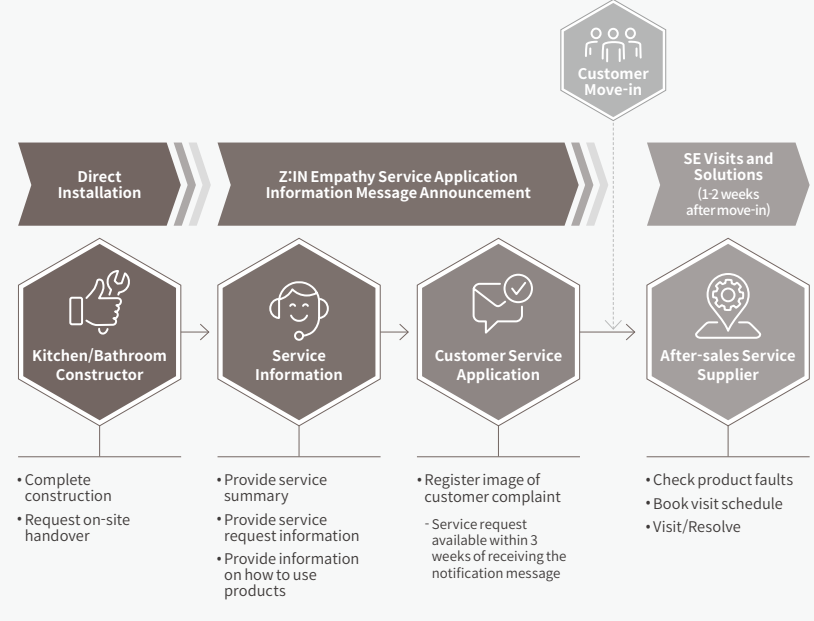 Customer
Move-in
Direct
Installation
Z:IN Empathy Service Application
Information Message Announcement
SE Visits and
Solutions
(1-2 weeks
after move-in)
Kitchen/Bathroom
Constructor
Service
Information
Customer Service
Application
After-sales Service
Supplier
• Complete
construction
• Request on-site
handover
• Provide service
summary
• Provide service
request information
• Provide information
on how to use
products
• Register image of
customer complaint
- Service request
available within 3
weeks of receiving the
notification message
• Check product faults
• Book visit schedule
• Visit/Resolve